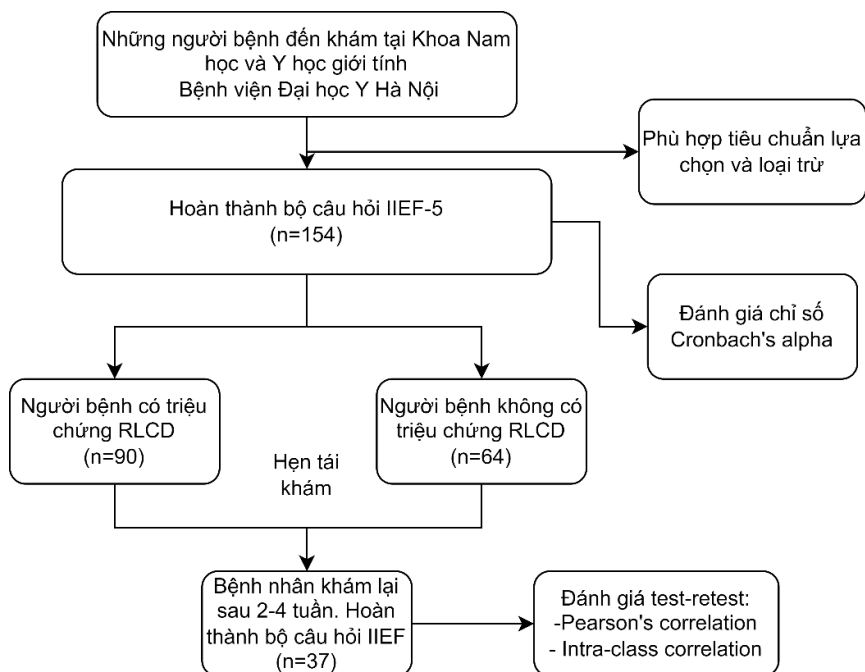 Những người bệnh đến khám tại Khoa Nam
học và Y học giới tính
Bệnh viện Đại học Y Hà Nội
Phù hợp tiêu chuẩn lựa
chọn và loại trừ
Hoàn thành bộ câu hỏi IIEF-5
(n=154)
Đánh giá chỉ số
Cronbach's alpha
Người bệnh có triệu
chứng RLCD
(n=90)
Người bệnh không có
triệu chứng RLCD
(n=64)
Hẹn tái
khám
Bệnh nhân khám lại
sau 2-4 tuần. Hoàn
thành bộ câu hỏi IIEF
(n=37)
Đánh giá test-retest:
-Pearson's correlation
- Intra-class correlation